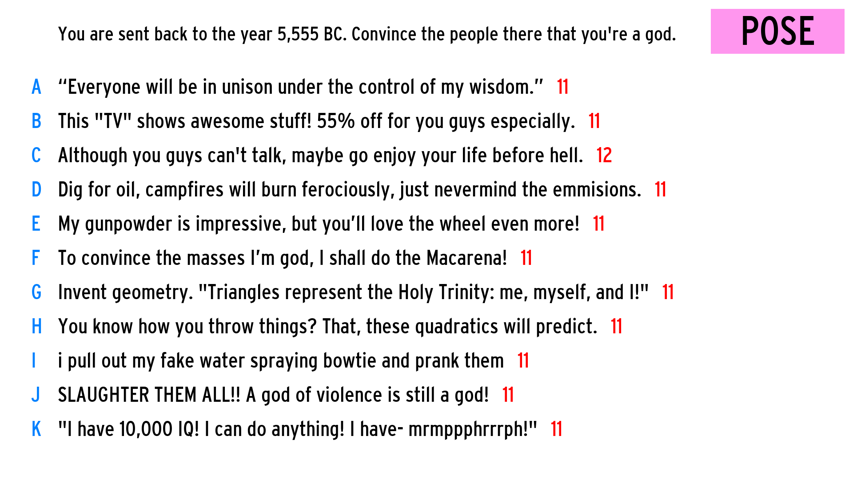 You are sent back to the year 5,555 BC. Convince the people there that you're a god.
POSE
A “Everyone will be in unison under the control of my wisdom.” 11
B This "TV" shows awesome stuff! 55% off for you guys especially. 11
C Although you guys can't talk, maybe go enjoy your life before hell. 12
D Dig for oil, campfires will burn ferociously, just nevermind the emmisions. 11
E My gunpowder is impressive, but you’ll love the wheel even more! 11
F To convince the masses I’m god, I shall do the Macarena! 11
G Invent geometry. "Triangles represent the Holy Trinity: me, myself, and I!" 11
H You know how you throw things? That, these quadratics will predict. 11
I i pull out my fake water spraying bowtie and prank them 11
J SLAUGHTER THEM ALL!! A god of violence is still a god! 11
K "I have 10,000 IQ! I can do anything! I have- mrmppphrrrph!" 11